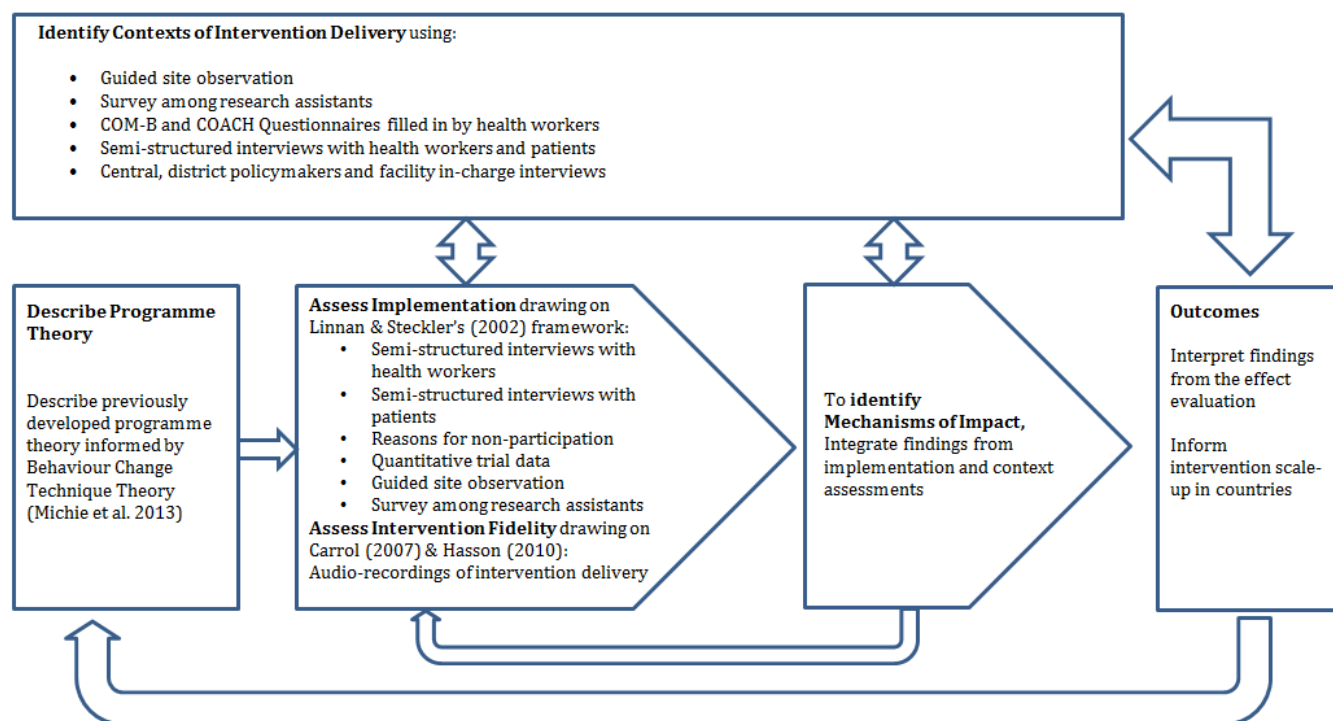 Identify Contexts of Intervention Delivery using:
• Guided site observation
• Survey among research assistants
• COM-B and COACH Questionnaires filled in by health workers
• Semi-structured interviews with health workers and patients
• Central, district policymakers and facility in-charge interviews
Describe Programme
Theory
Describe previously
developed programme
theory informed by
Behaviour Change
Technique Theory
(Michie et al. 2013)
Assess Implementation drawing on
Linnan & Steckler's (2002) framework:
• Semi-structured interviews with
health workers
• Semi-structured interviews with
patients
• Reasons for non-participation
• Quantitative trial data
• Guided site observation
• Survey among research assistants
Assess Intervention Fidelity drawing on
Carrol (2007) & Hasson (2010):
Audio-recordings of intervention delivery
To identify
Mechanisms of Impact,
Integrate findings from
implementation and context
assessments
Outcomes
Interpret findings
from the effect
evaluation
Inform
intervention scale-
up in countries